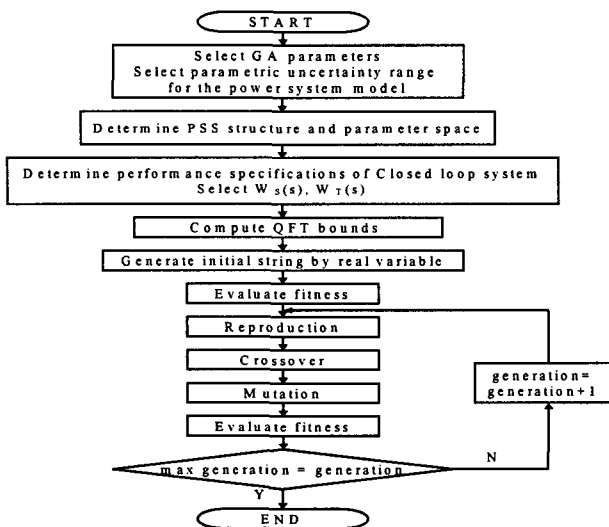 START
Select GA parameters
Select parametric uncertainty range
for the power system model
Determine PSS structure and parameter space
Determine performance specifications of Closed loop system
Select W S(s), W T(s)
Compute QFT bounds
Generate initial string by real variable
Evaluate fitness
Reproduction
Crossover
Mutation
Evaluate fitness
generation=
generation+1
max generation = generation
N
Y
END